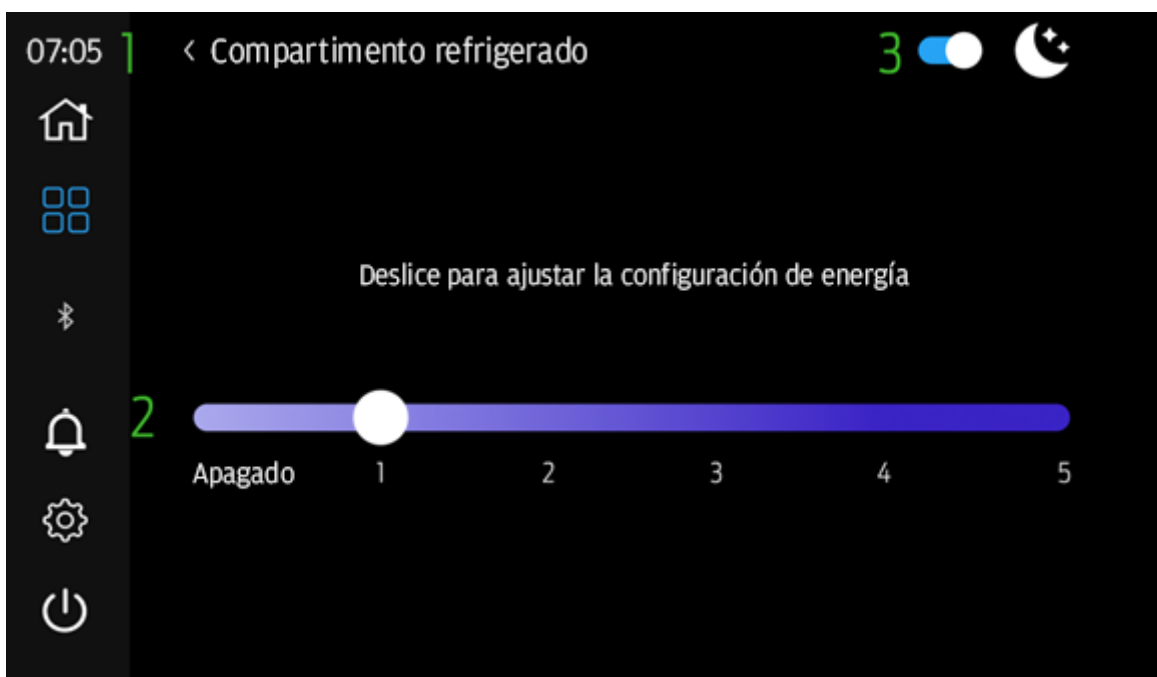 07:05 1 < Compartimento refrigerado 3
Deslice para ajustar la configuración de energía
2
Apagado 1 2 3 4 5